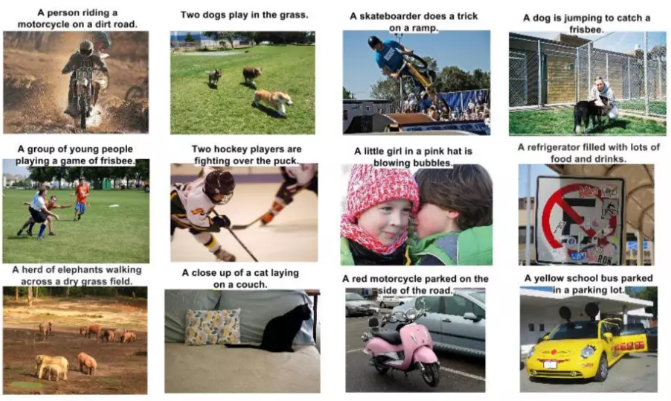 A person riding a
motorcycle on a dirt road.
Two dogs play in the grass.
A skateboarder does a trick
on a ramp.
A dog is jumping to catch a
frisbee.
A group of young people
playing a game of frisbee.
Two hockey players are
fighting over the puck.
A little girl in a pink hat is
blowing bubbles.
A refrigerator filled with lots of
food and drinks.
A herd of elephants walking
across a dry grass field.
A close up of a cat laying
on a couch.
A red motorcycle parked on the
side of the road.
A yellow school bus parked
in a parking lot.